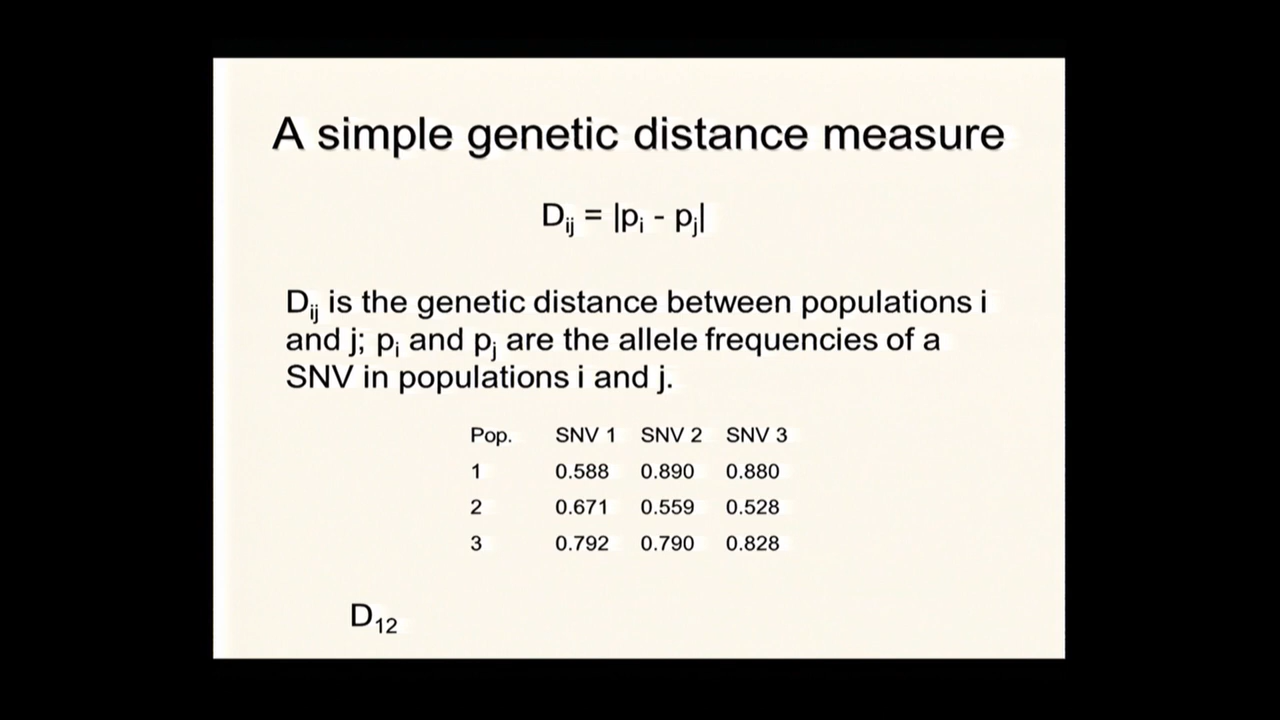 A simple genetic distance measure
Dij = |pi - pj|
Dij is the genetic distance between populations i
and j; pi and pj are the allele frequencies of a
SNV in populations i and j.
Pop. SNV 1 SNV 2 SNV 3
1 0.588 0.890 0.880
2 0.671 0.559 0.528
3 0.792 0.790 0.828
D12